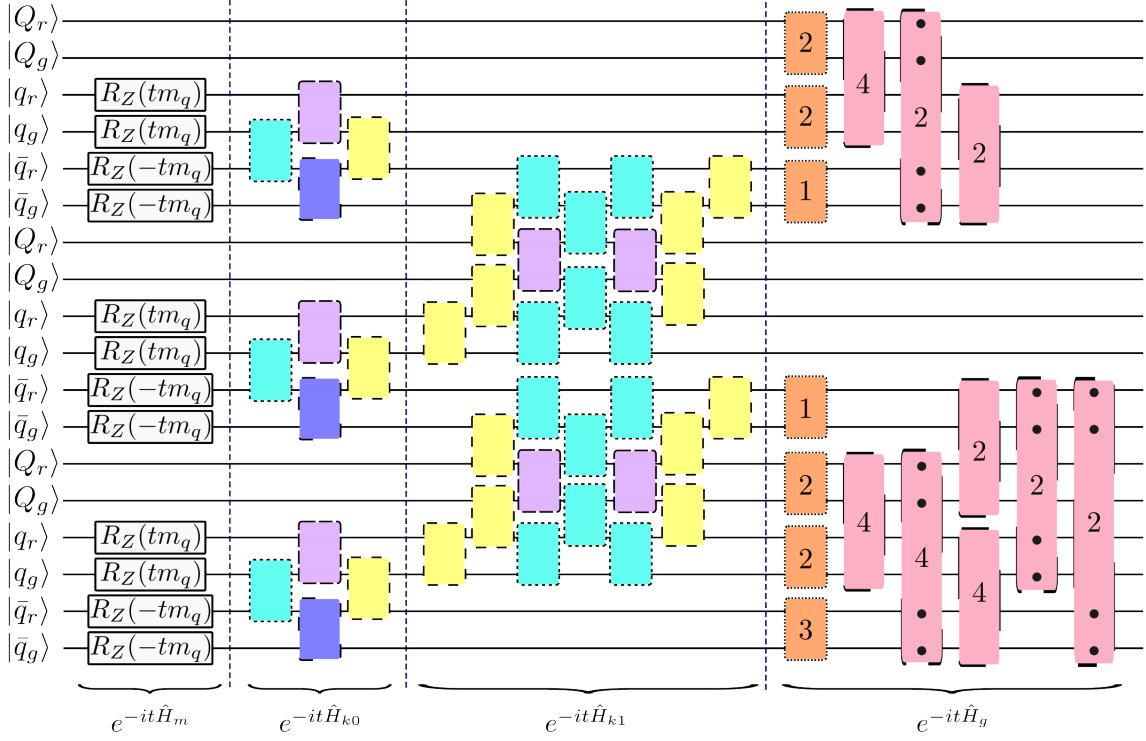 |Q_r⟩ 2 4 2
|Q_g⟩
|q_r⟩ R_Z(tm_q) 2 2
|q_g⟩ R_Z(tm_q)
|q̄_r⟩ R_Z(-tm_q) 1
|q̄_g⟩ R_Z(-tm_q)
|Q_r⟩
|Q_g⟩
|q_r⟩ R_Z(tm_q)
|q_g⟩ R_Z(tm_q)
|q̄_r⟩ R_Z(-tm_q) 1
|q̄_g⟩ R_Z(-tm_q) 2
|Q_r⟩ 2 2
|Q_g⟩ 4 4 2
|q_r⟩ R_Z(tm_q) 2
|q_g⟩ R_Z(tm_q) 4
|q̄_r⟩ R_Z(-tm_q) 3
|q̄_g⟩ R_Z(-tm_q)
e^{-itĤ_m} e^{-itĤ_{k0}} e^{-itĤ_{k1}} e^{-itĤ_g}